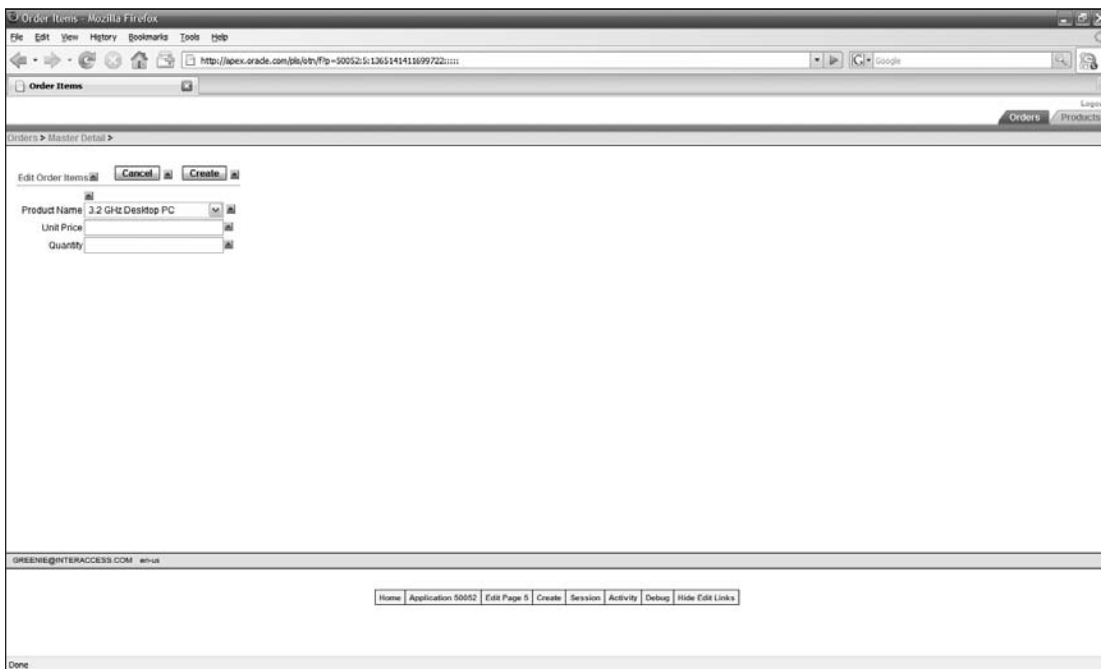 Order Items - Mozilla Firefox
File Edit View History Bookmarks Tools Help
http://apex.oracle.com/pls/otn/f?p=50052:5:1365141411699722:::::
Google
Order Items
Logout
Orders Products
Orders > Master Detail >
Edit Order Items Cancel Create
Product Name 3.2 GHz Desktop PC
Unit Price
Quantity
GREENIE@INTERACCESS.COM en-us
Home Application 50052 Edit Page 5 Create Session Activity Debug Hide Edit Links
Done